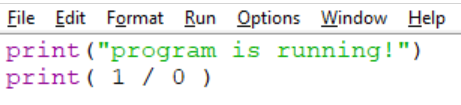 File Edit Format Run Options Window Help
print("program is running!")
print( 1 / 0 )